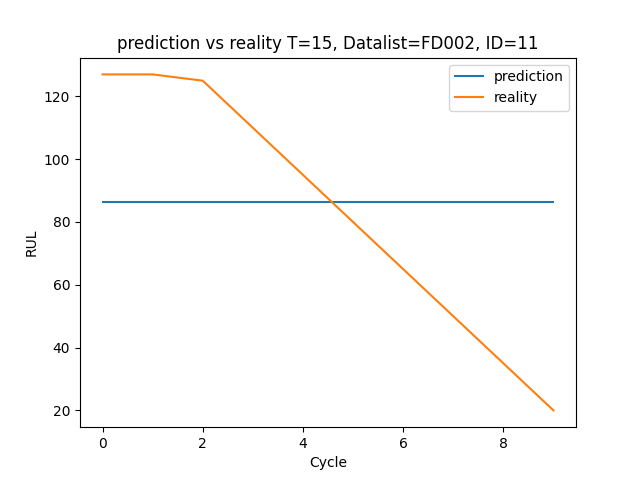 prediction vs reality T=15, Datalist=FD002, ID=11
prediction
reality
RUL
120
100
80
60
40
20
0 2 4 6 8
Cycle